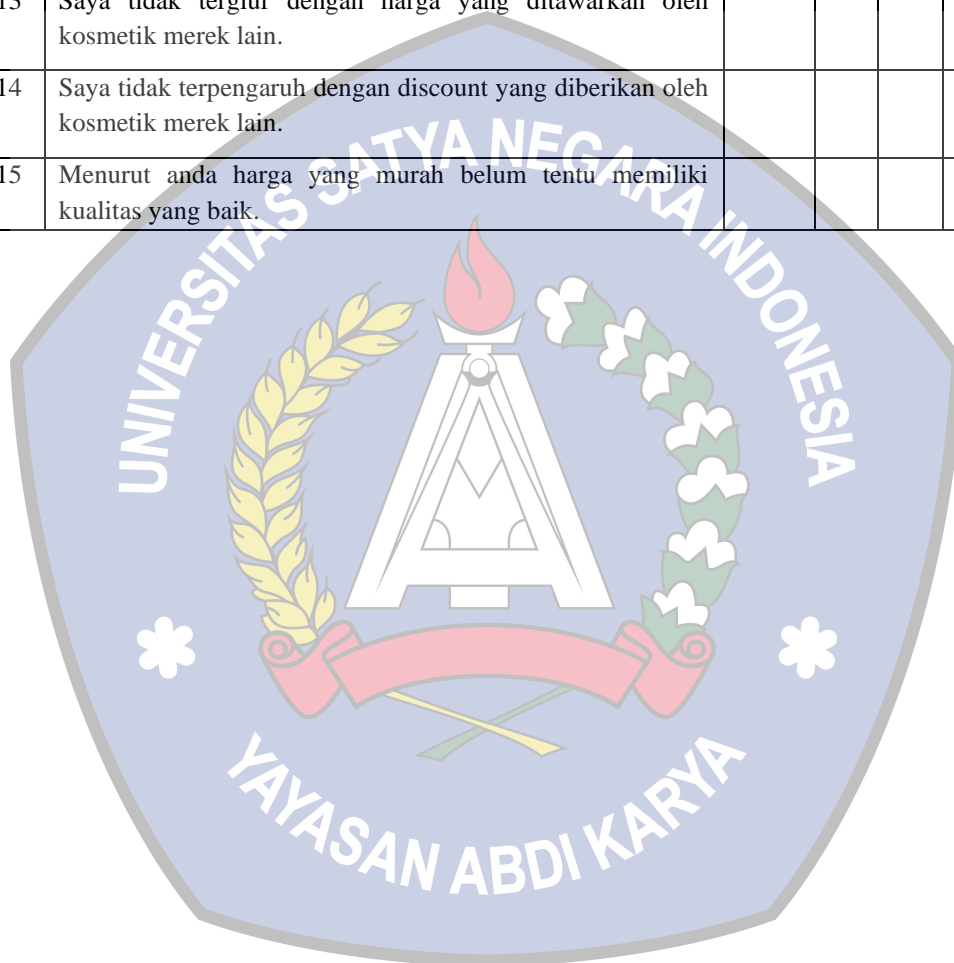 13 Saya tidak tergiur dengan harga yang ditawarkan oleh
kosmetik merek lain.
14 Saya tidak terpengaruh dengan discount yang diberikan oleh
kosmetik merek lain.
15 Menurut anda harga yang murah belum tentu memiliki
kualitas yang baik.
UNIVERSITAS SATYA NEGARA INDONESIA
YAYASAN ABDI KARYA